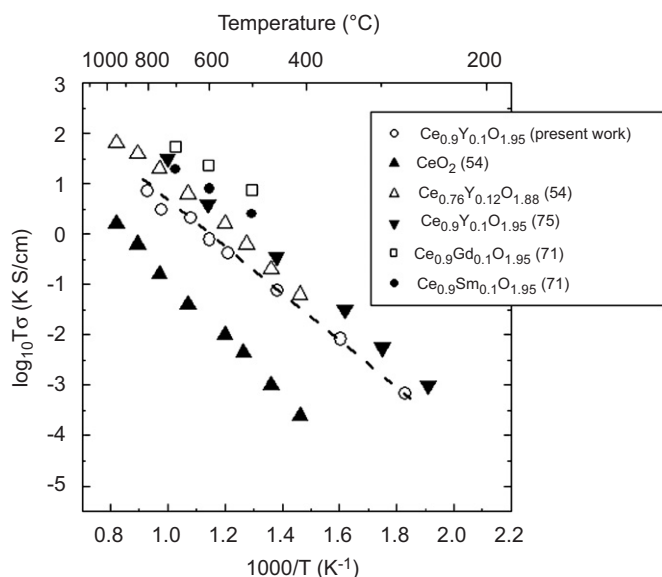 Temperature (°C)
1000 800 600 400 200
3
2
1
0
-1
-2
-3
-4
-5
log₁₀Tσ (K S/cm)
Ce₀.₉Y₀.₁O₁.₉₅ (present work)
CeO₂ (54)
Ce₀.₇₆Y₀.₁₂O₁.₈₈ (54)
Ce₀.₉Y₀.₁O₁.₉₅ (75)
Ce₀.₉Gd₀.₁O₁.₉₅ (71)
Ce₀.₉Sm₀.₁O₁.₉₅ (71)
0.8 1.0 1.2 1.4 1.6 1.8 2.0 2.2
1000/T (K⁻¹)